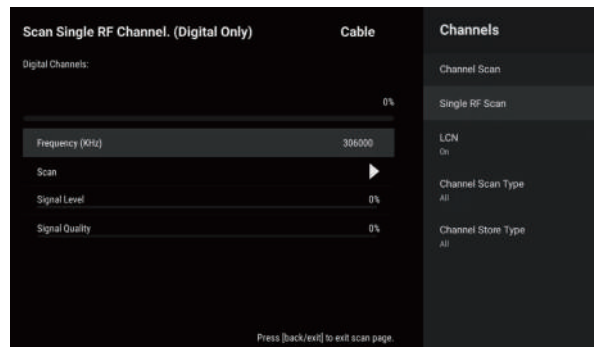 Scan Single RF Channel. (Digital Only) Cable
Digital Channels:
0%
Frequency (KHz) 306000
Scan
Signal Level 0%
Signal Quality 0%
Press [back/exit] to exit scan page.
Channels
Channel Scan
Single RF Scan
LCN
On
Channel Scan Type
All
Channel Store Type
All